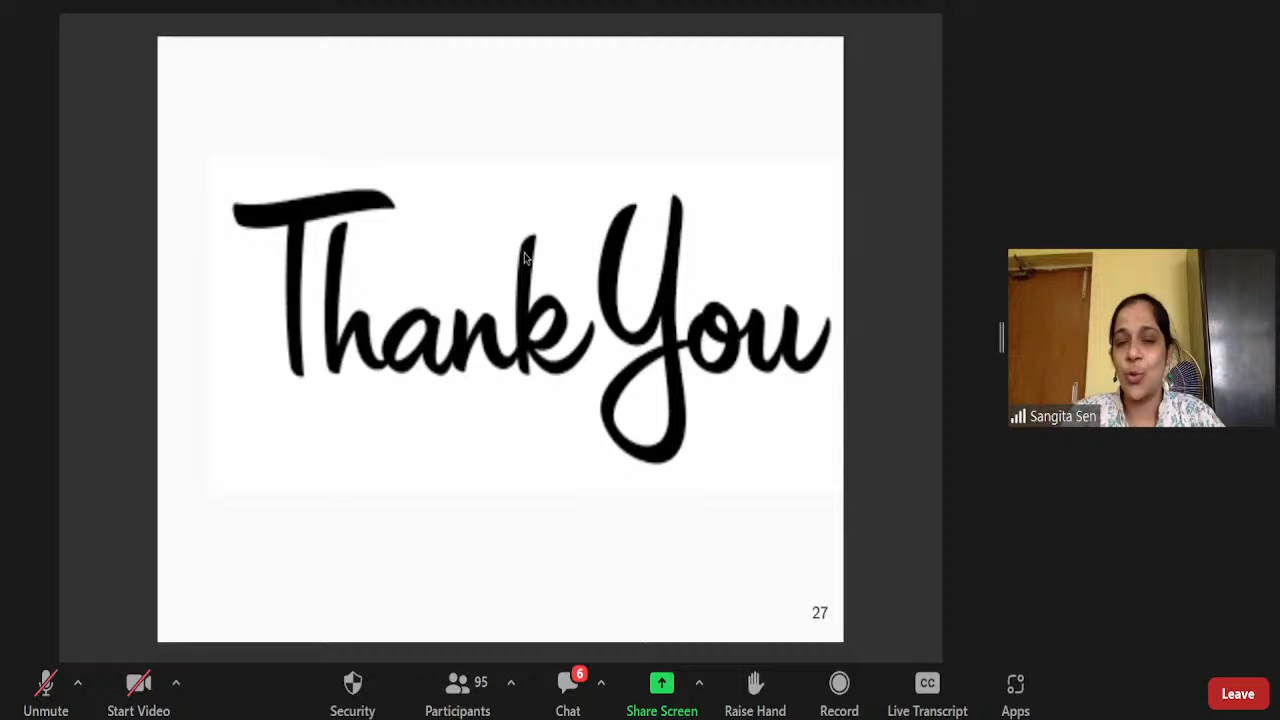 Thank You
27
Sangita Sen
6
95
Unmute
Start Video
Security
Participants
Chat
Share Screen
Raise Hand
Record
CC
Live Transcript
Apps
Leave